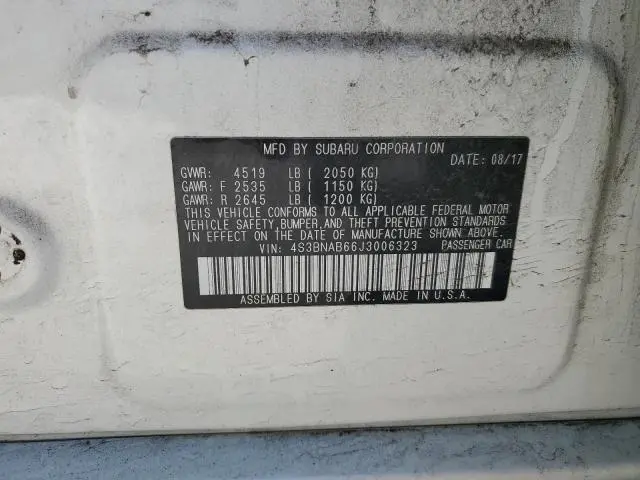 MFD BY SUBARU CORPORATION
DATE: 08/17
GVWR: 4519 LB ( 2050 KG)
GAWR: F 2535 LB ( 1150 KG)
GAWR: R 2645 LB ( 1200 KG)
THIS VEHICLE CONFORMS TO ALL APPLICABLE FEDERAL MOTOR
VEHICLE SAFETY,BUMPER,AND THEFT PREVENTION STANDARDS
IN EFFECT ON THE DATE OF MANUFACTURE SHOWN ABOVE.
VIN: 4S3BNAB66J3006323 PASSENGER CAR
ASSEMBLED BY SIA INC. MADE IN U.S.A.